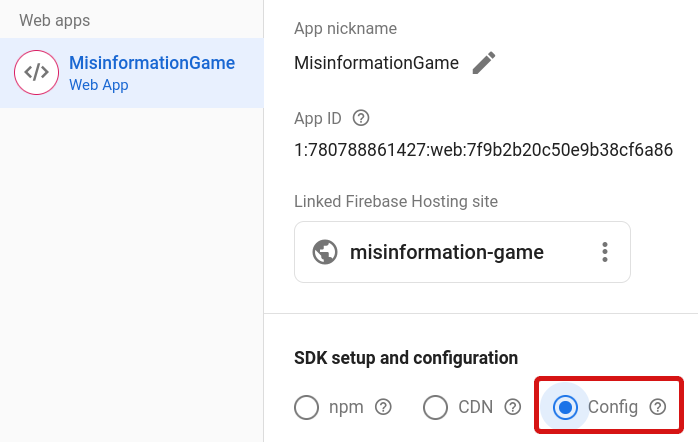 Web apps
MisinformationGame
Web App
App nickname
MisinformationGame
App ID
1:780788861427:web:7f9b2b20c50e9b38cf6a86
Linked Firebase Hosting site
misinformation-game
SDK setup and configuration
npm CDN Config